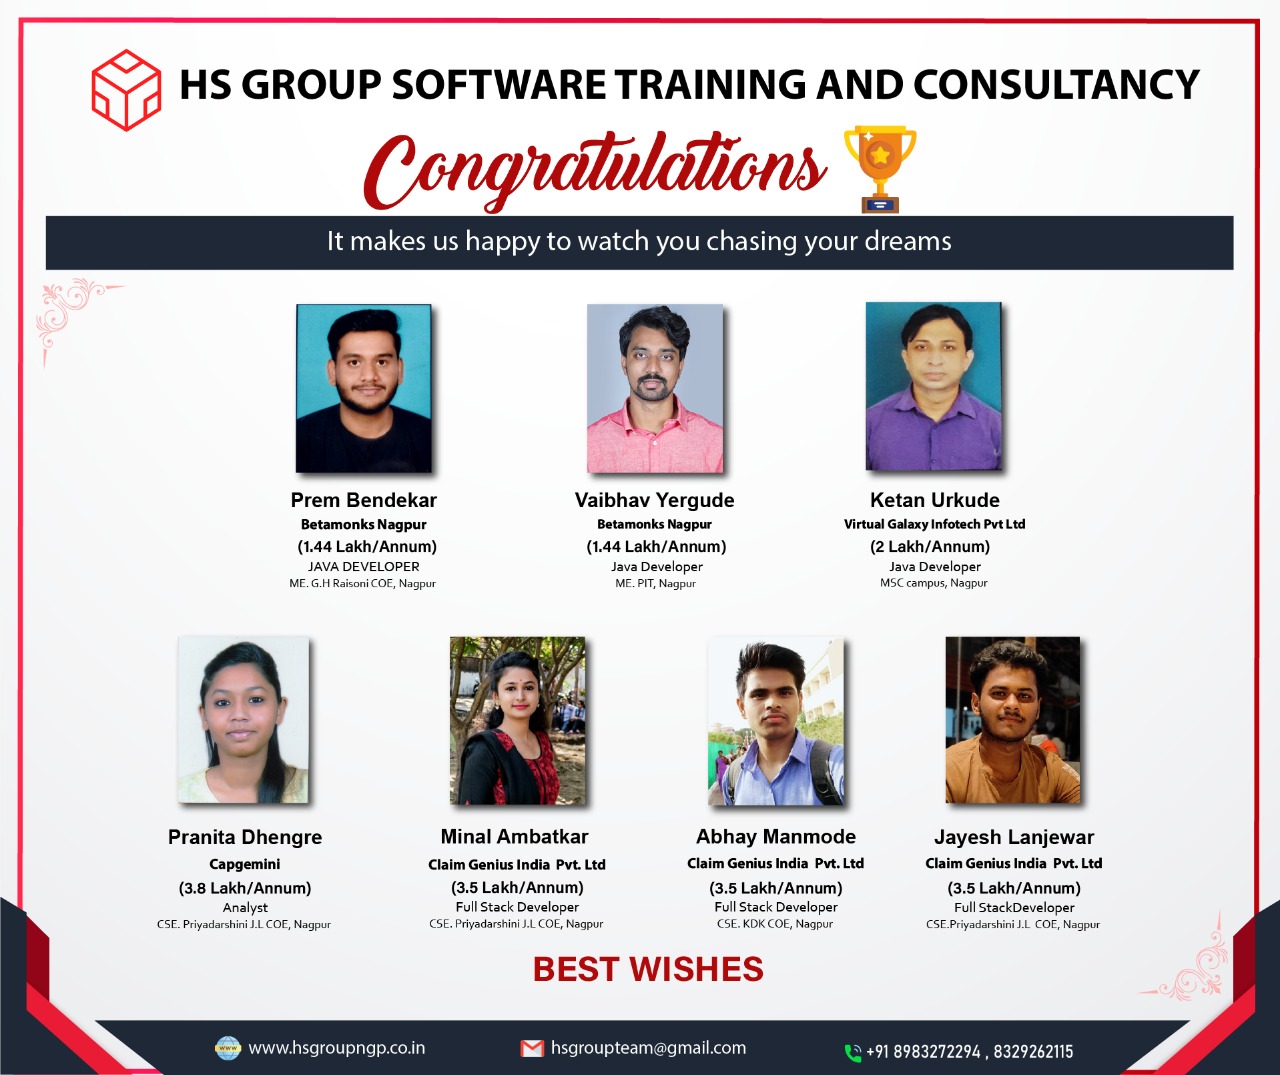 HS GROUP SOFTWARE TRAINING AND CONSULTANCY
Congratulations
It makes us happy to watch you chasing your dreams
Prem Bendekar
Betamonks Nagpur
(1.44 Lakh/Annum)
JAVA DEVELOPER
ME. G.H Raisoni COE, Nagpur
Vaibhav Yergude
Betamonks Nagpur
(1.44 Lakh/Annum)
Java Developer
ME. PIT, Nagpur
Ketan Urkude
Virtual Galaxy Infotech Pvt Ltd
(2 Lakh/Annum)
Java Developer
MSC campus, Nagpur
Pranita Dhengre
Capgemini
(3.8 Lakh/Annum)
Analyst
CSE. Priyadarshini J.L COE, Nagpur
Minal Ambatkar
Claim Genius India Pvt. Ltd
(3.5 Lakh/Annum)
Full Stack Developer
CSE. Priyadarshini J.L COE, Nagpur
Abhay Manmode
Claim Genius India Pvt. Ltd
(3.5 Lakh/Annum)
Full Stack Developer
CSE. KDK COE, Nagpur
Jayesh Lanjewar
Claim Genius India Pvt. Ltd
(3.5 Lakh/Annum)
Full StackDeveloper
CSE.Priyadarshini J.L COE, Nagpur
BEST WISHES
www.hsgroupngp.co.in
hsgroupteam@gmail.com
+91 8983272294 , 8329262115